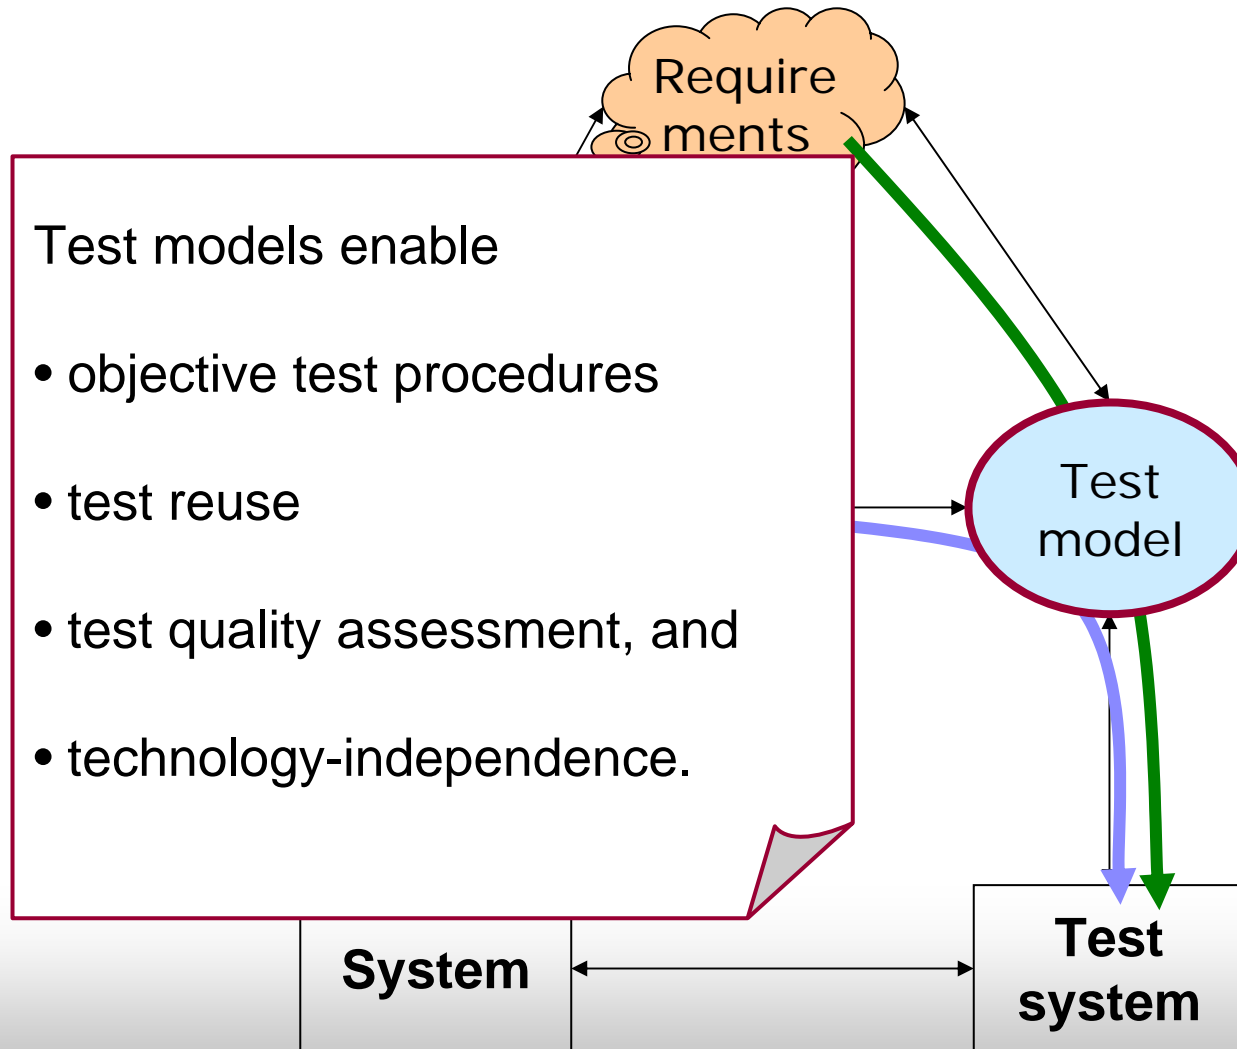 Require
ments
Test models enable
• objective test procedures
• test reuse
• test quality assessment, and
• technology-independence.
Test
model
System
Test
system